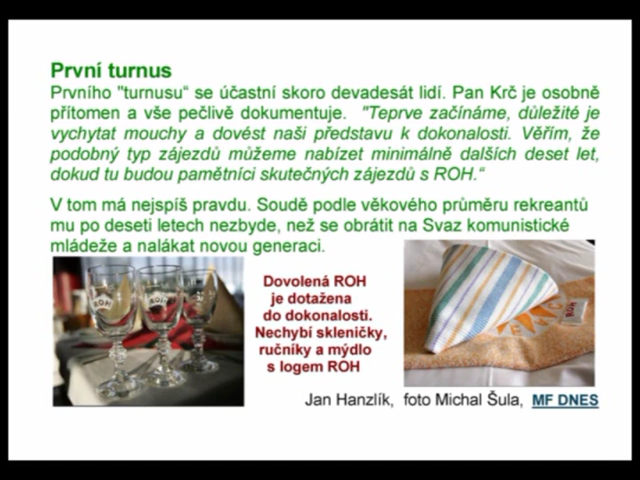 První turnus
Prvního "turnusu“ se účastní skoro devadesát lidí. Pan Krč je osobně
přítomen a vše pečlivě dokumentuje. "Teprve začínáme, důležité je
vychytat mouchy a dovést naši představu k dokonalosti. Věřím, že
podobný typ zájezdů můžeme nabízet minimálně dalších deset let,
dokud tu budou pamětníci skutečných zájezdů s ROH.“
V tom má nejspíš pravdu. Soudě podle věkového průměru rekreantů
mu po deseti letech nezbyde, než se obrátit na Svaz komunistické
mládeže a nalákat novou generaci.
ROH
ROH
Dovolená ROH
je dotažena
do dokonalosti.
Nechybí skleničky,
ručníky a mýdlo
s logem ROH
ROH
Jan Hanzlík, foto Michal Šula, MF DNES